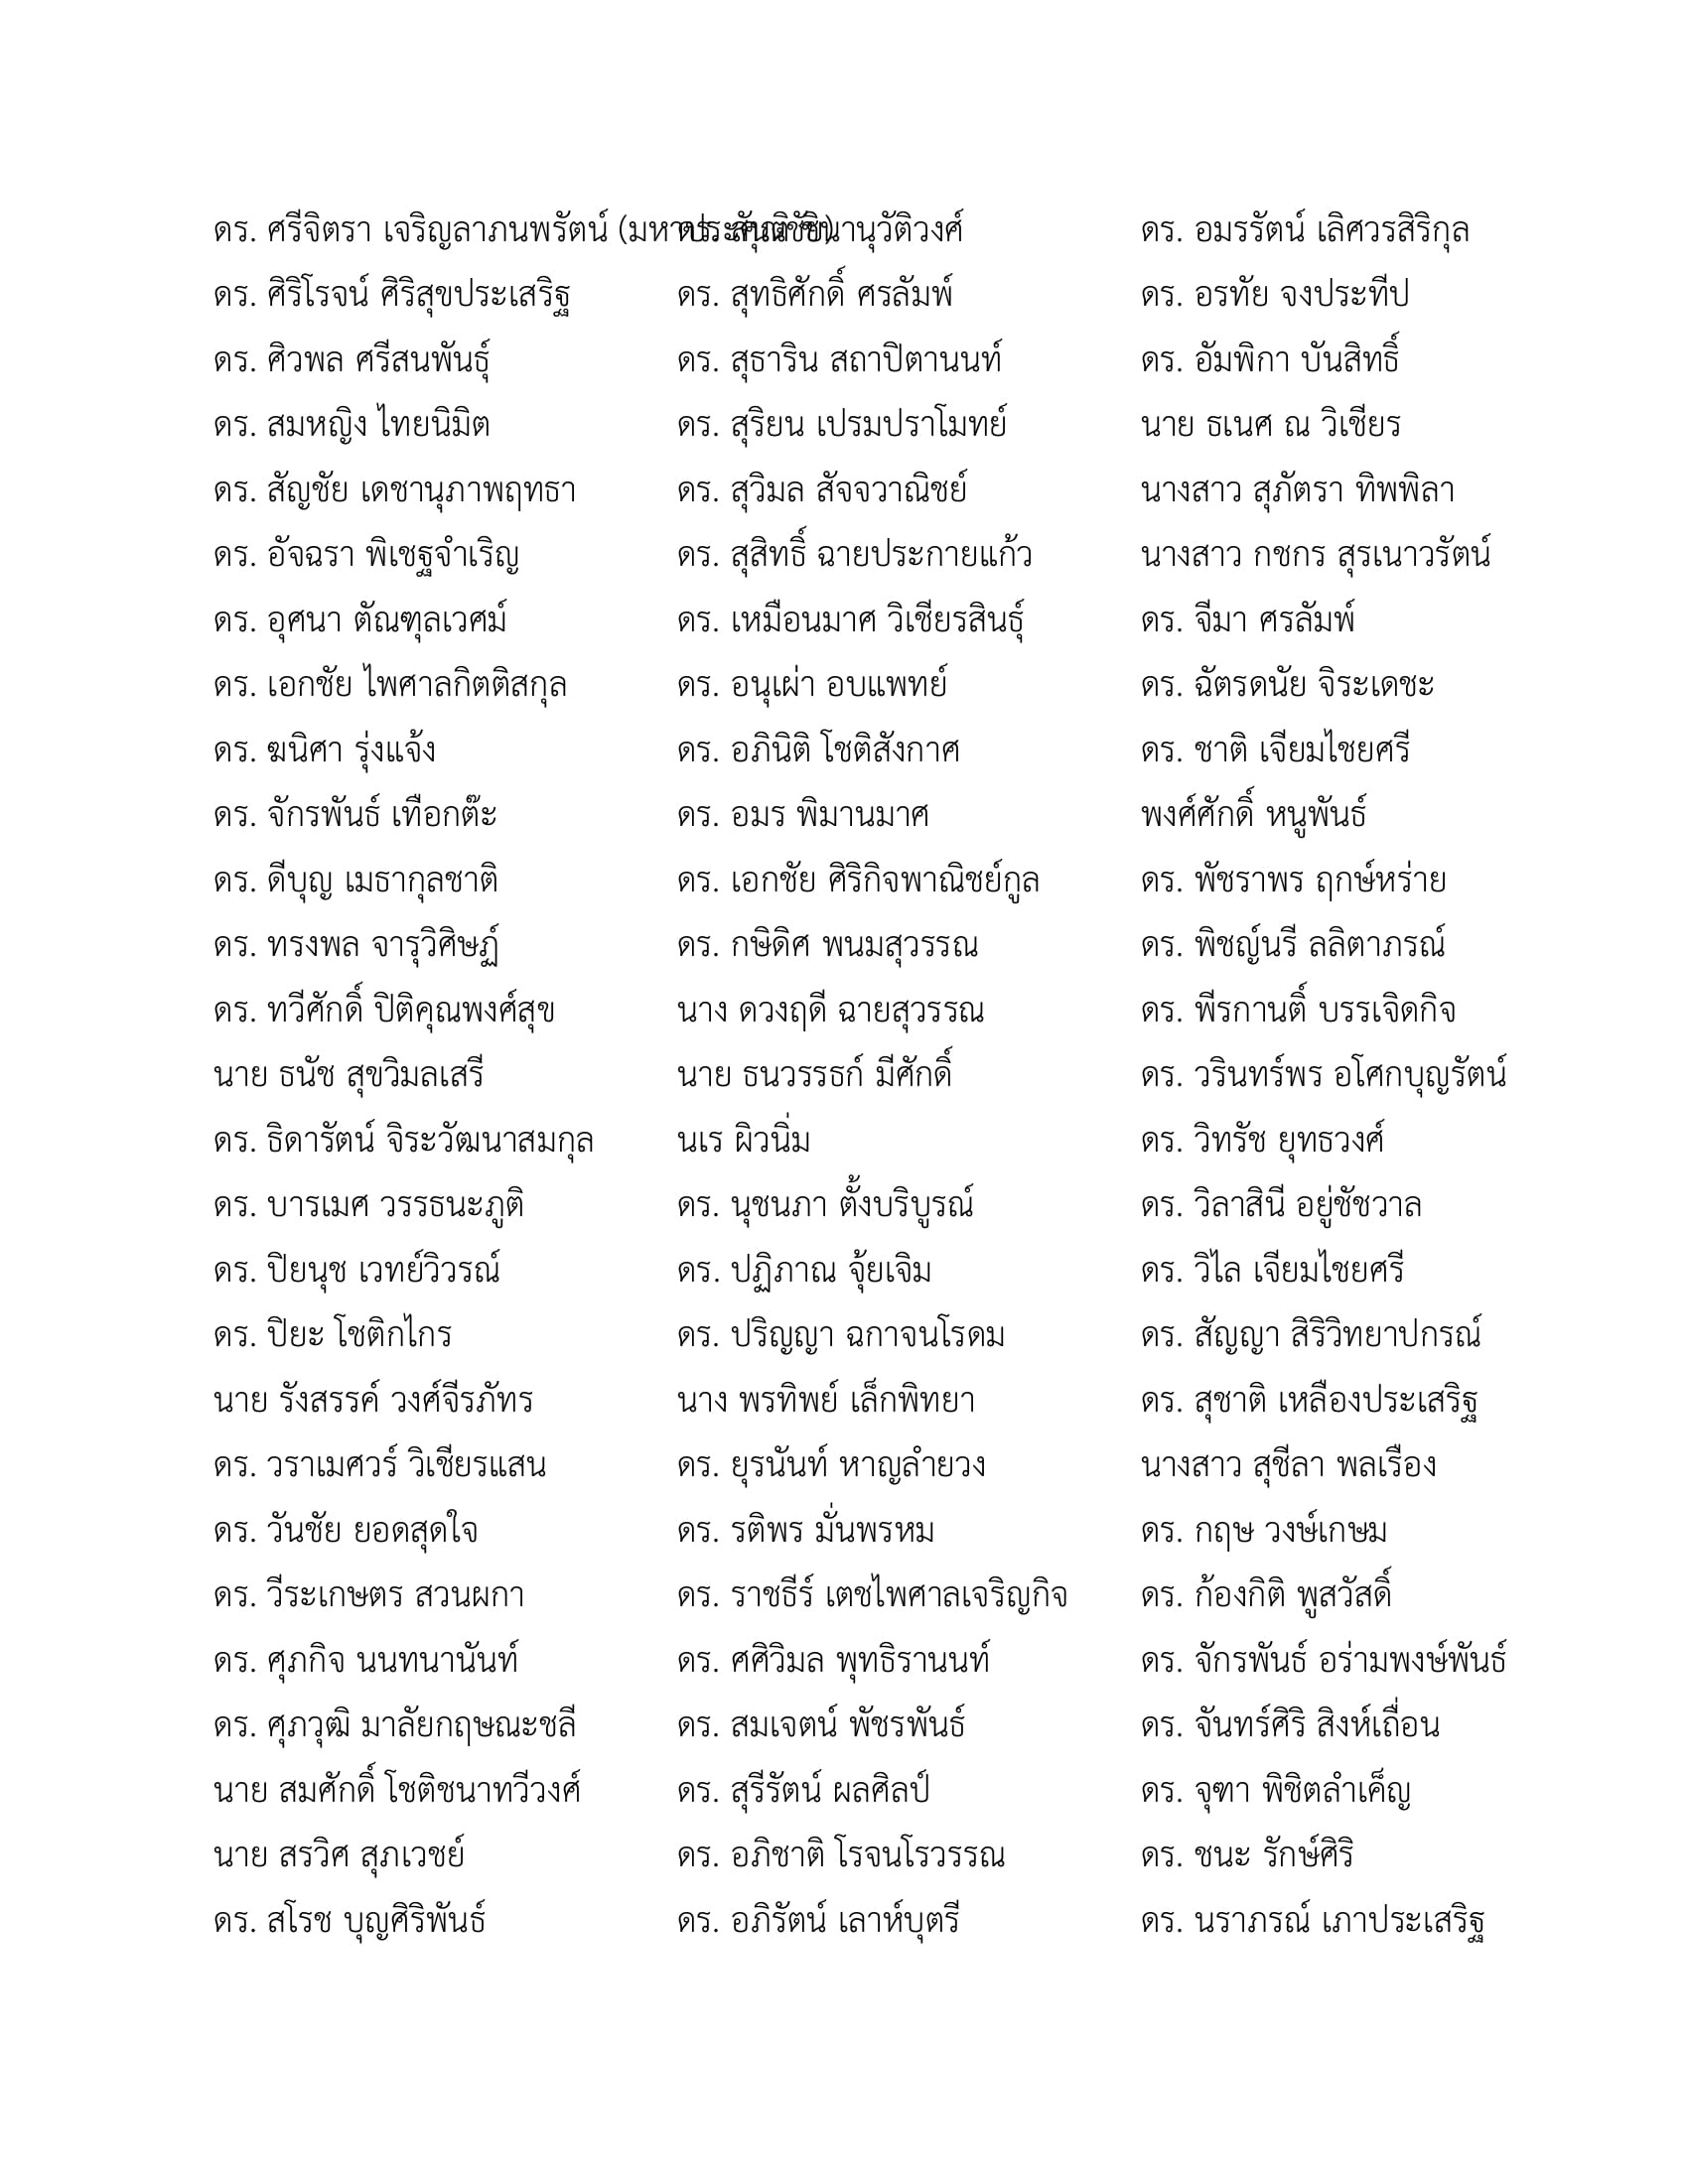 ดร. ศรีจิตรา เจริญลาภนพรัตน์
ดร. ศิริโรจน์ ศิริสุขประเสริฐ
ดร. ศิวพล ศรีสนพันธุ์
ดร. สมหญิง ไทยนิมิต
ดร. สัญชัย เดชานุภาพฤทธา
ดร. อัจฉรา พิเชฐจำเริญ
ดร. อุศนา ตัณฑุลเวศม์
ดร. เอกชัย ไพศาลกิตติสกุล
ดร. ฆนิศา รุ่งแจ้ง
ดร. จักรพันธ์ เทือกต๊ะ
ดร. ดีบุญ เมธากุลชาติ
ดร. ทรงพล จารุวิศิษฏ์
ดร. ทวีศักดิ์ ปิติคุณพงศ์สุข
นาย ธนัช สุขวิมลเสรี
ดร. ธิดารัตน์ จิระวัฒนาสมกุล
ดร. บารเมศ วรรธนะภูติ
ดร. ปิยนุช เวทย์วิวรณ์
ดร. ปิยะ โชติกไกร
นาย รังสรรค์ วงศ์จีรภัทร
ดร. วราเมศวร์ วิเชียรแสน
ดร. วันชัย ยอดสุดใจ
ดร. วีระเกษตร สวนผกา
ดร. ศุภกิจ นนทนานันท์
ดร. ศุภวุฒิ มาลัยกฤษณะชลี
นาย สมศักดิ์ โชติชนาทวีวงศ์
นาย สรวิศ สุภเวชย์
ดร. สโรช บุญศิริพันธ์
ดร. สันติ ชินานุวัติวงศ์
ดร. สุทธิศักดิ์ ศรลัมพ์
ดร. สุธาริน สถาปิตานนท์
ดร. สุริยน เปรมปราโมทย์
ดร. สุวิมล สัจจวาณิชย์
ดร. สุสิทธิ์ ฉายประกายแก้ว
ดร. เหมือนมาศ วิเชียรสินธุ์
ดร. อนุเผ่า อบแพทย์
ดร. อภินิติ โชติสังกาศ
ดร. อมร พิมานมาศ
ดร. เอกชัย ศิริกิจพาณิชย์กูล
ดร. กษิดิศ พนมสุวรรณ
นาง ดวงฤดี ฉายสุวรรณ
นาย ธนวรรธก์ มีศักดิ์
นเร ผิวนิ่ม
ดร. นุชนภา ตั้งบริบูรณ์
ดร. ปฏิภาณ จุ้ยเจิม
ดร. ปริญญา ฉกาจนโรดม
นาง พรทิพย์ เล็กพิทยา
ดร. ยุรนันท์ หาญลำยวง
ดร. รติพร มั่นพรหม
ดร. ราชธีร์ เตชไพศาลเจริญกิจ
ดร. ศศิวิมล พุทธิรานนท์
ดร. สมเจตน์ พัชรพันธ์
ดร. สุรีรัตน์ ผลศิลป์
ดร. อภิชาติ โรจนโรวรรณ
ดร. อภิรัตน์ เลาห์บุตรี
ดร. อมรรัตน์ เลิศวรสิริกุล
ดร. อรทัย จงประทีป
ดร. อัมพิกา บันสิทธิ์
นาย ธเนศ ณ วิเชียร
นางสาว สุภัตรา ทิพพิลา
นางสาว กชกร สุรเนาวรัตน์
ดร. จีมา ศรลัมพ์
ดร. ฉัตรดนัย จิระเดชะ
ดร. ชาติ เจียมไชยศรี
พงศ์ศักดิ์ หนูพันธ์
ดร. พัชราพร ฤกษ์หร่าย
ดร. พิชญ์นรี ลลิตาภรณ์
ดร. พีรกานติ์ บรรเจิดกิจ
ดร. วรินทร์พร อโศกบุญรัตน์
ดร. วิทรัช ยุทธวงศ์
ดร. วิลาสินี อยู่ชัชวาล
ดร. วิไล เจียมไชยศรี
ดร. สัญญา สิริวิทยาปกรณ์
ดร. สุชาติ เหลืองประเสริฐ
นางสาว สุชีลา พลเรือง
ดร. กฤษ วงษ์เกษม
ดร. ก้องกิติ พูสวัสดิ์
ดร. จักรพันธ์ อร่ามพงษ์พันธ์
ดร. จันทร์ศิริ สิงห์เถื่อน
ดร. จุฑา พิชิตลำเค็ญ
ดร. ชนะ รักษ์ศิริ
ดร. นราภรณ์ เภาประเสริฐ